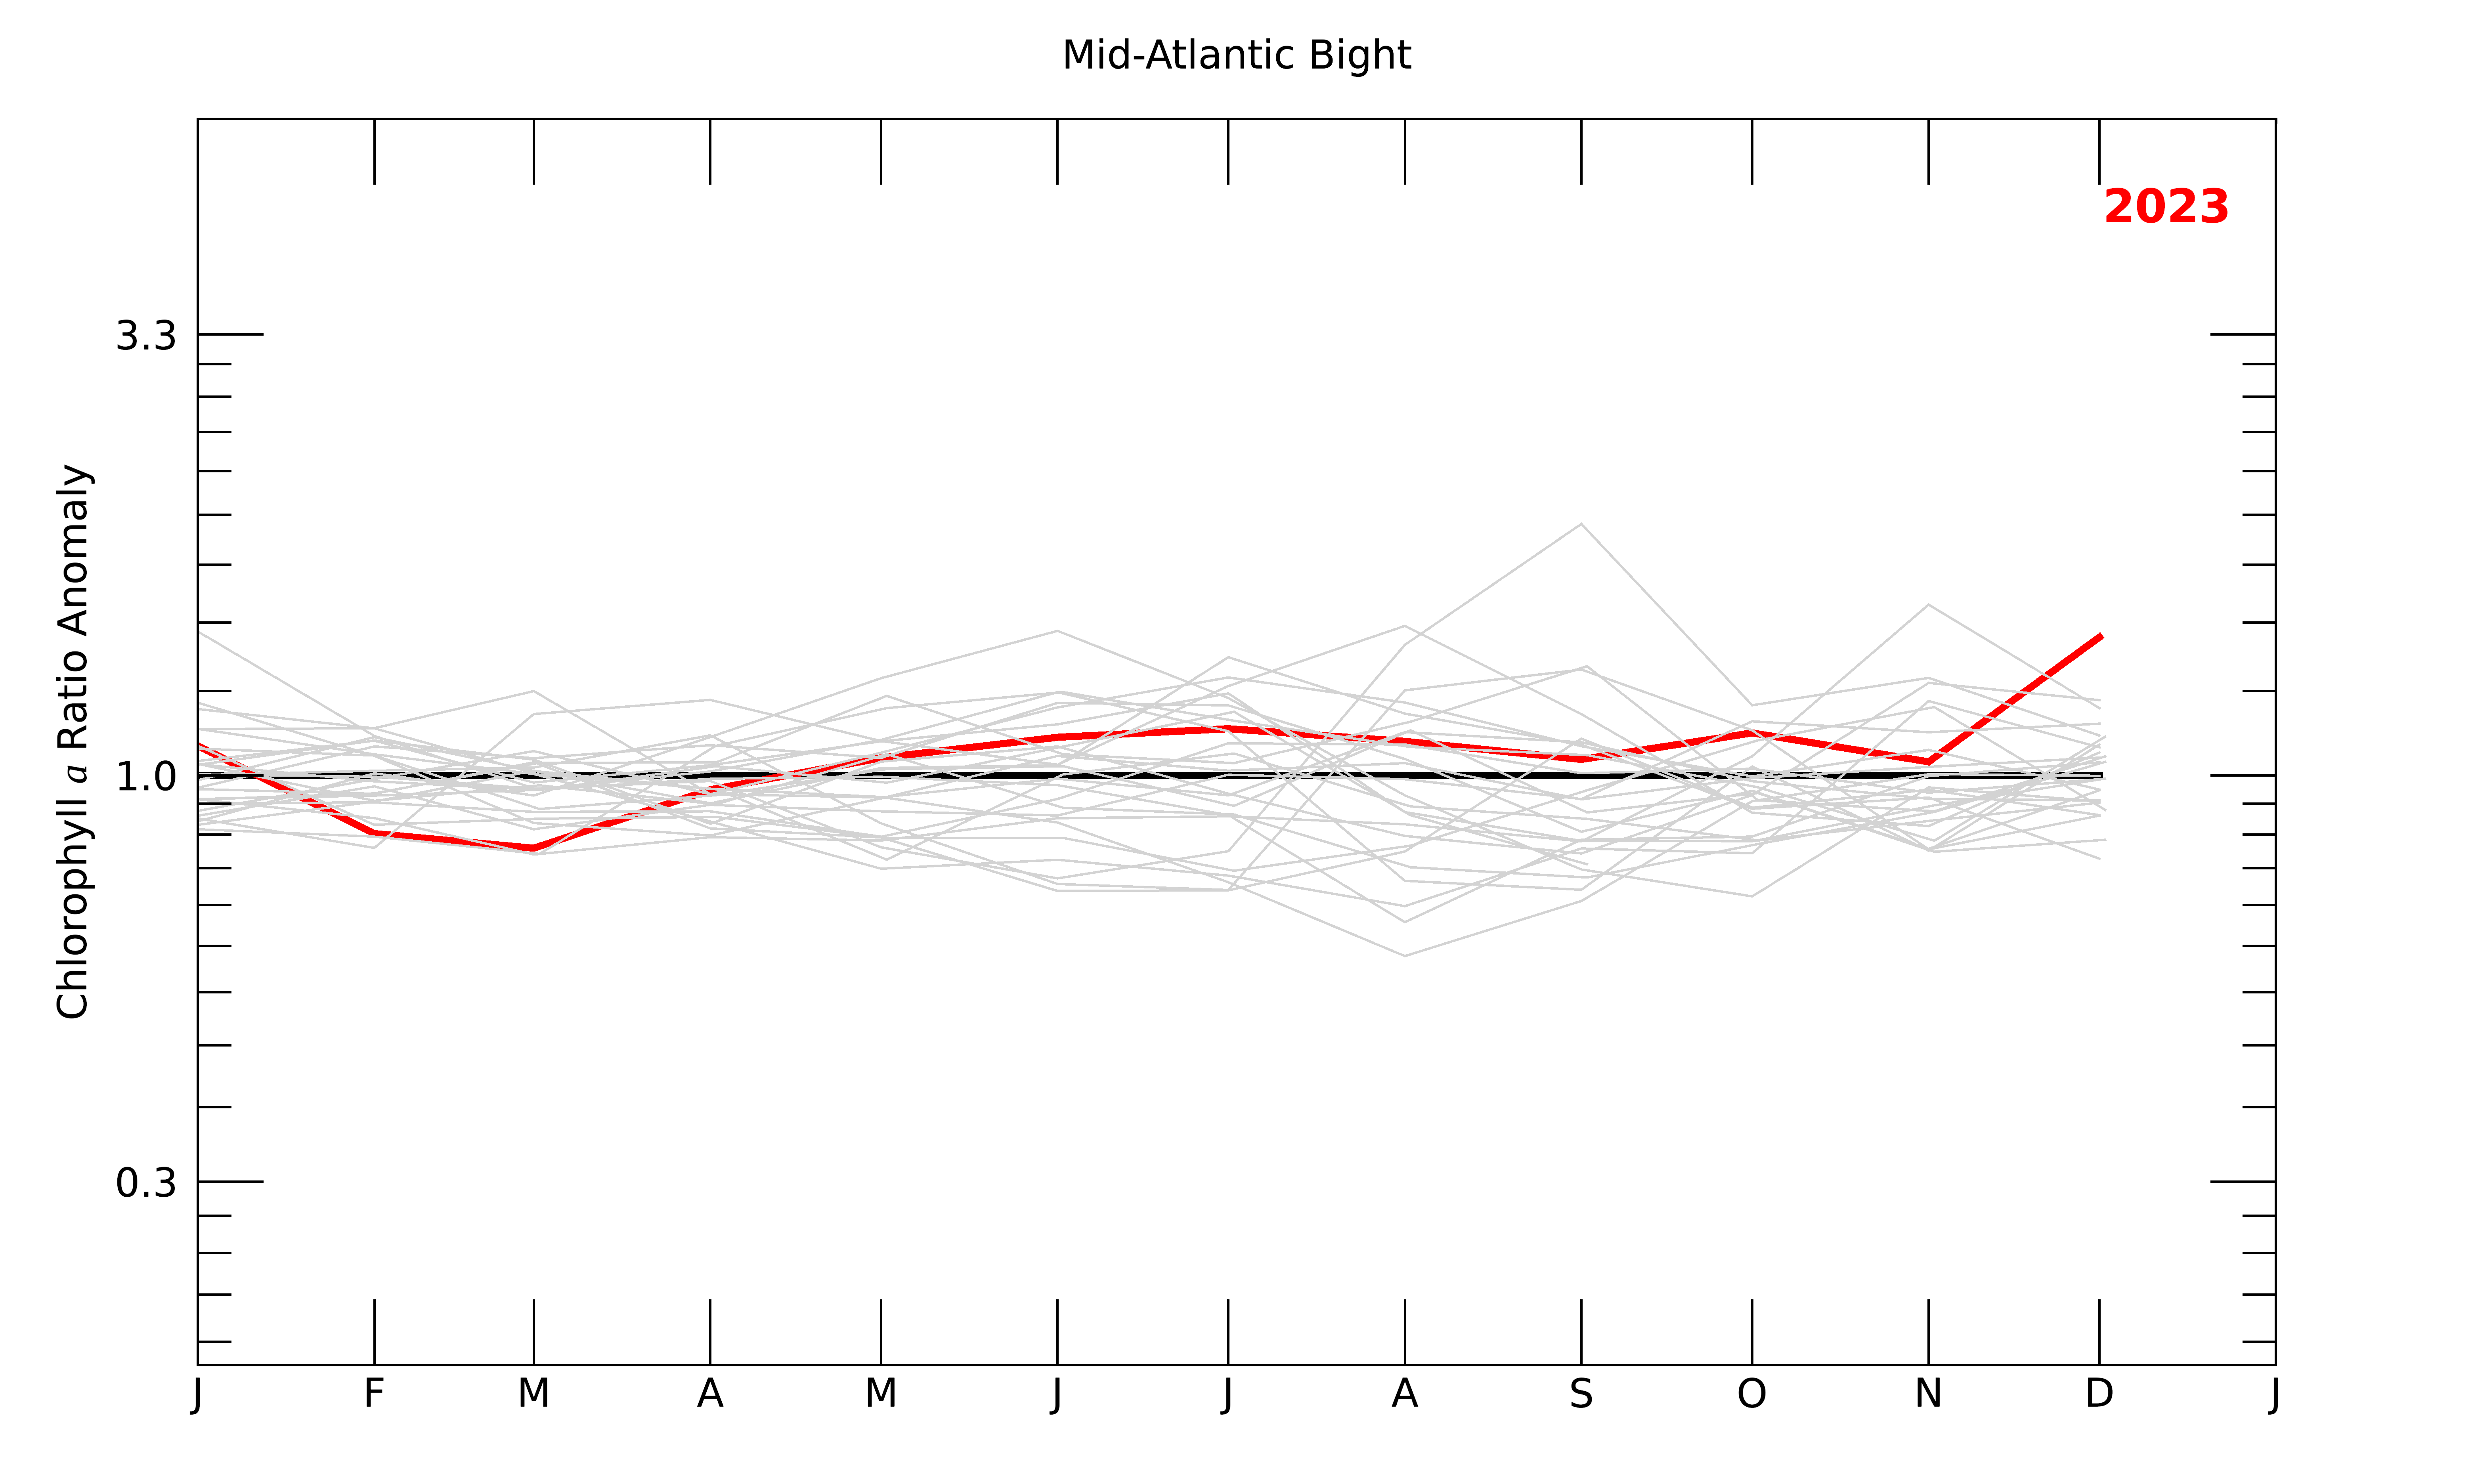 Mid-Atlantic Bight
2023
3.3
1.0
0.3
Chlorophyll a Ratio Anomaly
J F M A M J J A S O N D J